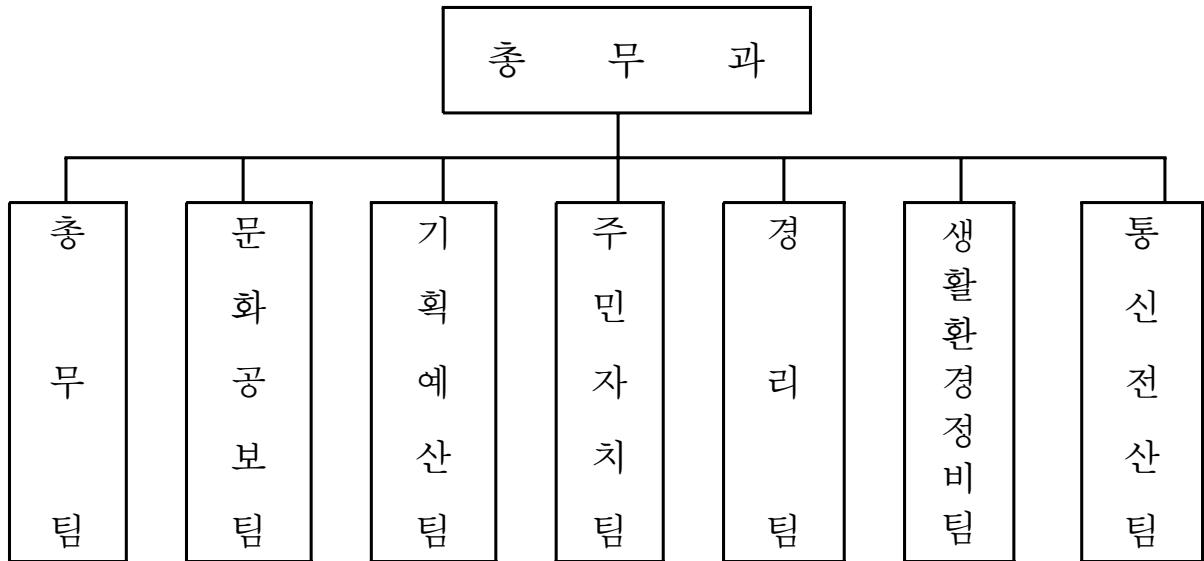 총 무 과
총무팀
문화공보팀
기획예산팀
주민자치팀
경리팀
생활환경정비팀
통신전산팀